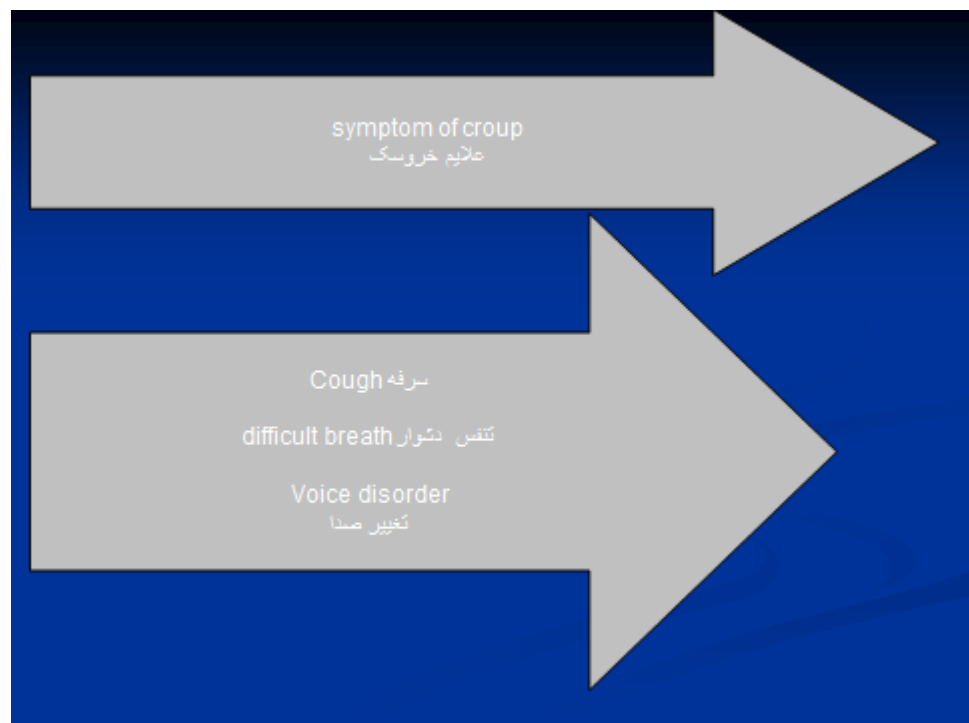 symptom of croup
علایم خروسک
Cough سرفه
difficult breath تنفس دشوار
Voice disorder
تغییر صدا